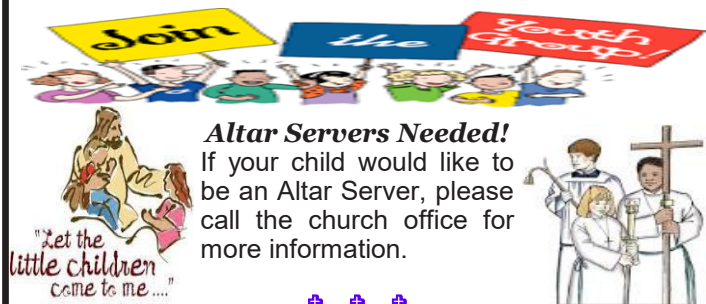 Join the Youth Group!
Altar Servers Needed!
If your child would like to
be an Altar Server, please
call the church office for
more information.
"Let the
little children
come to me ...."